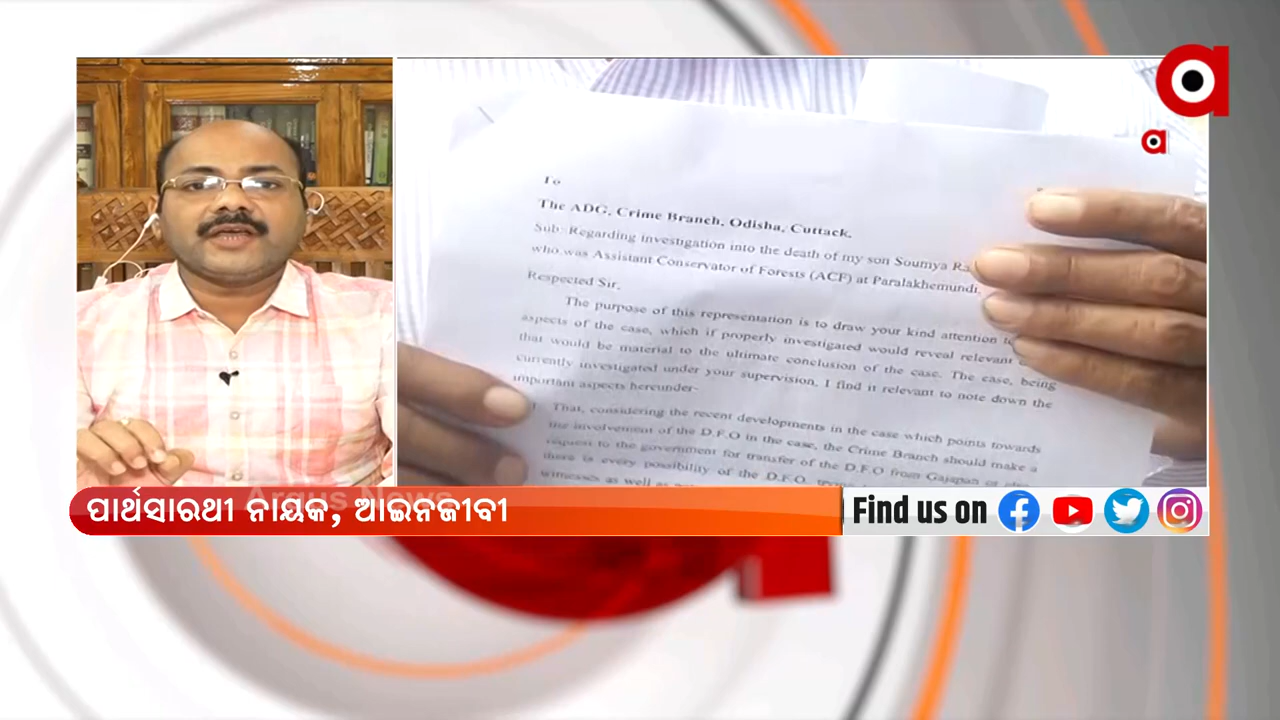 To
The ADG, Crime Branch, Odisha, Cuttack.
Sub: Regarding investigation into the death of my son Soumya
who was Assistant Conservator of Forests (ACF) at Paralakhemundi.
Respected Sir,
The purpose of this representation is to draw your kind attention
aspects of the case, which if properly investigated would reveal relevant
that would be material to the ultimate conclusion of the case. The case, being
currently investigated under your supervision, I find it relevant to note down the
important aspects hereunder-
That, considering the recent developments in the case which points towards
the involvement of the D.F.O in the case, the Crime Branch should make a
request to the government for transfer of the D.F.O from Gajapati
there is every possibility of the D.F.O
witnesses as well as
Argus News
ପାର୍ଥସାରଥୀ ନାୟକ, ଆଇନଜୀବୀ
Find us on